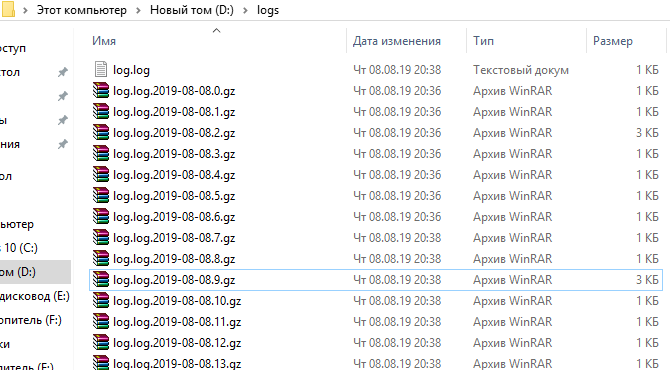 Этот компьютер > Новый том (D:) > logs
Имя Дата изменения Тип Размер
log.log Чт 08.08.19 20:38 Текстовый докум 1 КБ
log.log.2019-08-08.0.gz Чт 08.08.19 20:36 Архив WinRAR 1 КБ
log.log.2019-08-08.1.gz Чт 08.08.19 20:36 Архив WinRAR 1 КБ
log.log.2019-08-08.2.gz Чт 08.08.19 20:36 Архив WinRAR 3 КБ
log.log.2019-08-08.3.gz Чт 08.08.19 20:36 Архив WinRAR 1 КБ
log.log.2019-08-08.4.gz Чт 08.08.19 20:36 Архив WinRAR 1 КБ
log.log.2019-08-08.5.gz Чт 08.08.19 20:36 Архив WinRAR 1 КБ
log.log.2019-08-08.6.gz Чт 08.08.19 20:36 Архив WinRAR 1 КБ
log.log.2019-08-08.7.gz Чт 08.08.19 20:38 Архив WinRAR 1 КБ
log.log.2019-08-08.8.gz Чт 08.08.19 20:38 Архив WinRAR 1 КБ
log.log.2019-08-08.9.gz Чт 08.08.19 20:38 Архив WinRAR 3 КБ
log.log.2019-08-08.10.gz Чт 08.08.19 20:38 Архив WinRAR 1 КБ
log.log.2019-08-08.11.gz Чт 08.08.19 20:38 Архив WinRAR 1 КБ
log.log.2019-08-08.12.gz Чт 08.08.19 20:38 Архив WinRAR 1 КБ
log.log.2019-08-08.13.gz Чт 08.08.19 20:38 Архив WinRAR 1 КБ
оступ
стол
ы
ния
ол
пьютер
10 (C:)
том (D:)
дисковод (E:)
опитель (F:)
ки
питель (F:)